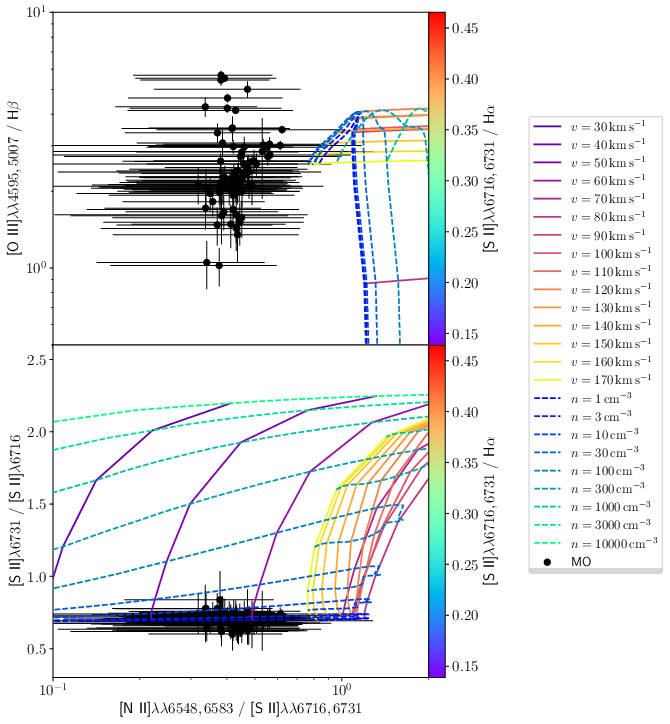 10¹
10⁰
[O III]λλ4595, 5007 / Hβ
0.45
0.40
0.35
0.30
0.25
0.20
0.15
[S II]λλ6716, 6731 / Hα
2.5
2.0
1.5
1.0
0.5
[S II]λ6731 / [S II]λ6716
0.45
0.40
0.35
0.30
0.25
0.20
0.15
[S II]λλ6716, 6731 / Hα
10⁻¹
10⁰
[N II]λλ6548, 6583 / [S II]λλ6716, 6731
v = 30 km s⁻¹
v = 40 km s⁻¹
v = 50 km s⁻¹
v = 60 km s⁻¹
v = 70 km s⁻¹
v = 80 km s⁻¹
v = 90 km s⁻¹
v = 100 km s⁻¹
v = 110 km s⁻¹
v = 120 km s⁻¹
v = 130 km s⁻¹
v = 140 km s⁻¹
v = 150 km s⁻¹
v = 160 km s⁻¹
v = 170 km s⁻¹
n = 1 cm⁻³
n = 3 cm⁻³
n = 10 cm⁻³
n = 30 cm⁻³
n = 100 cm⁻³
n = 300 cm⁻³
n = 1000 cm⁻³
n = 3000 cm⁻³
n = 10000 cm⁻³
MO